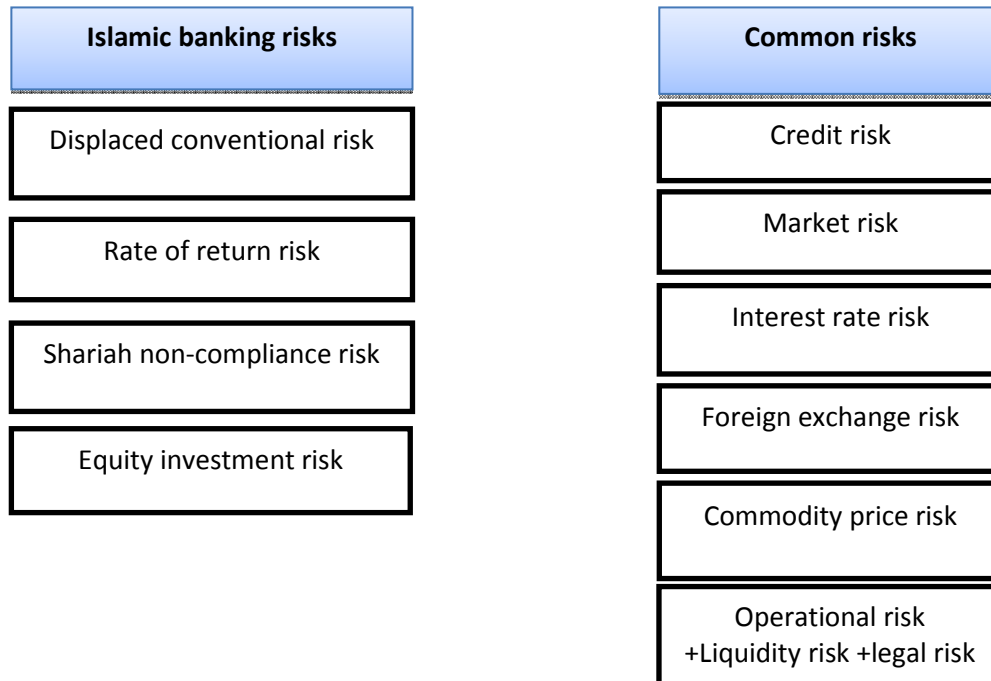 Islamic banking risks
Displaced conventional risk
Rate of return risk
Shariah non-compliance risk
Equity investment risk
Common risks
Credit risk
Market risk
Interest rate risk
Foreign exchange risk
Commodity price risk
Operational risk
+Liquidity risk +legal risk